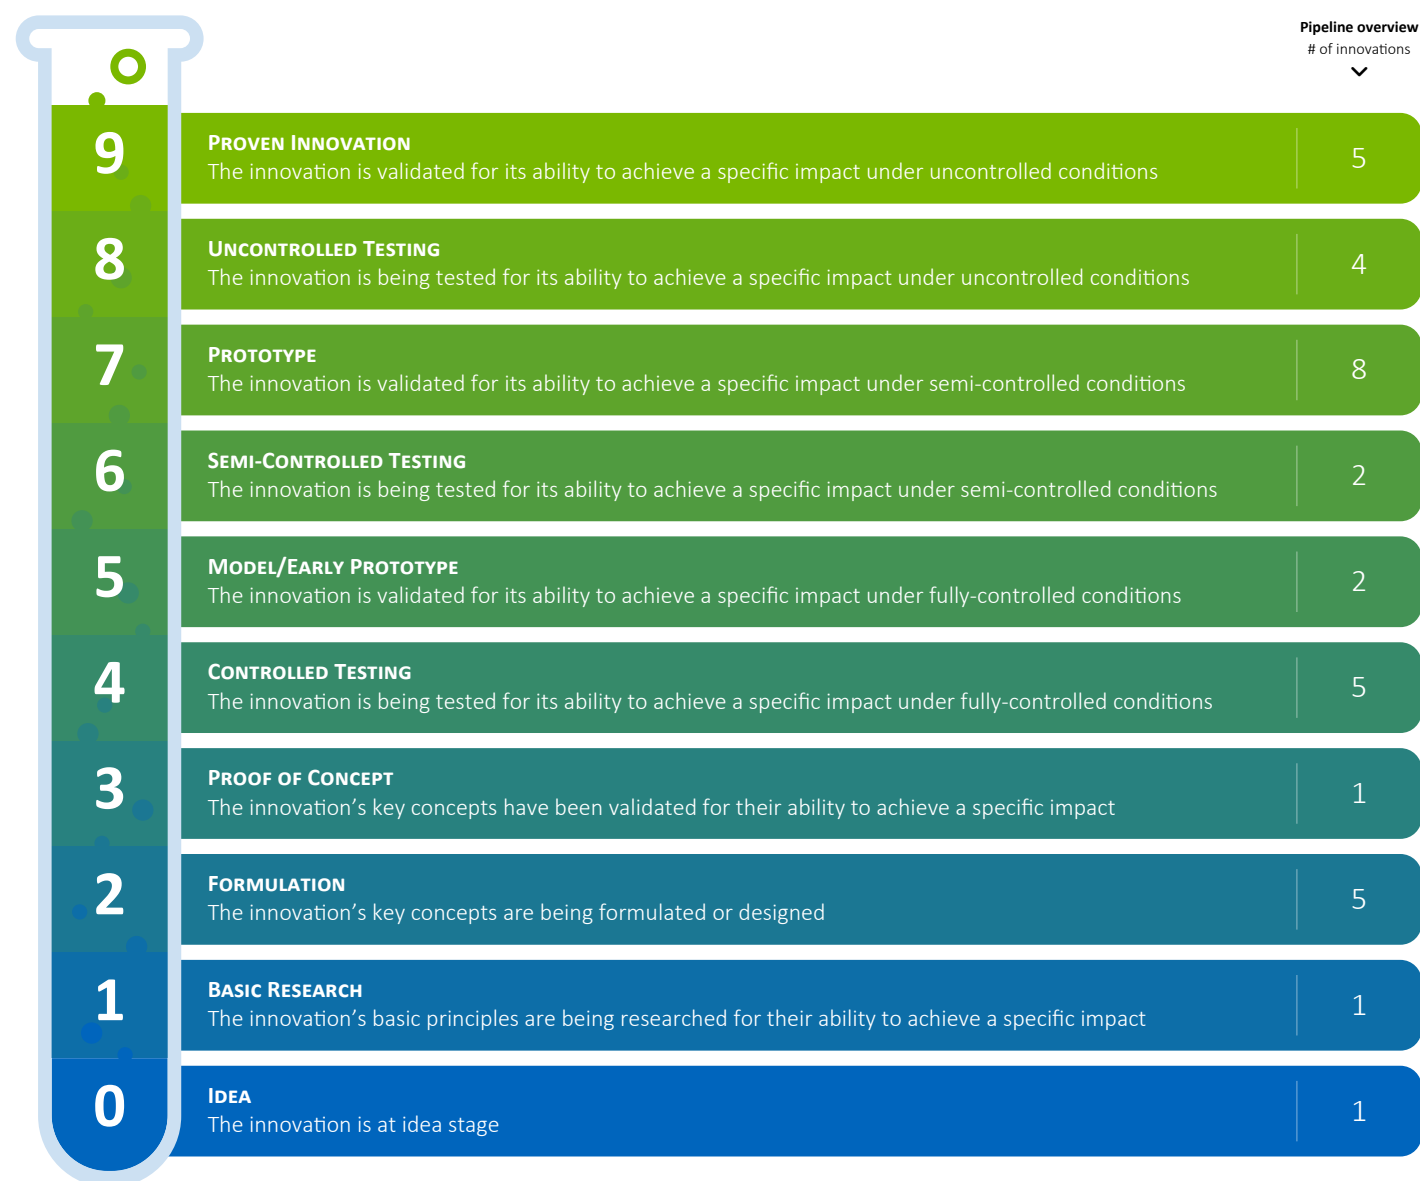 Pipeline overview
# of innovations
9
PROVEN INNOVATION
The innovation is validated for its ability to achieve a specific impact under uncontrolled conditions
5
8
UNCONTROLLED TESTING
The innovation is being tested for its ability to achieve a specific impact under uncontrolled conditions
4
7
PROTOTYPE
The innovation is validated for its ability to achieve a specific impact under semi-controlled conditions
8
6
SEMI-CONTROLLED TESTING
The innovation is being tested for its ability to achieve a specific impact under semi-controlled conditions
2
5
MODEL/EARLY PROTOTYPE
The innovation is validated for its ability to achieve a specific impact under fully-controlled conditions
2
4
CONTROLLED TESTING
The innovation is being tested for its ability to achieve a specific impact under fully-controlled conditions
5
3
PROOF OF CONCEPT
The innovation’s key concepts have been validated for their ability to achieve a specific impact
1
2
FORMULATION
The innovation’s key concepts are being formulated or designed
5
1
BASIC RESEARCH
The innovation’s basic principles are being researched for their ability to achieve a specific impact
1
0
IDEA
The innovation is at idea stage
1